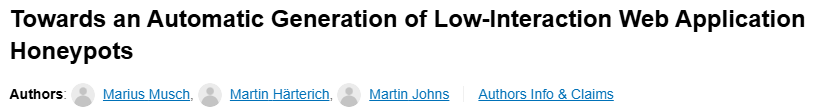 Towards an Automatic Generation of Low-Interaction Web Application
Honeypots
Authors: Marius Musch, Martin Härterich, Martin Johns Authors Info & Claims